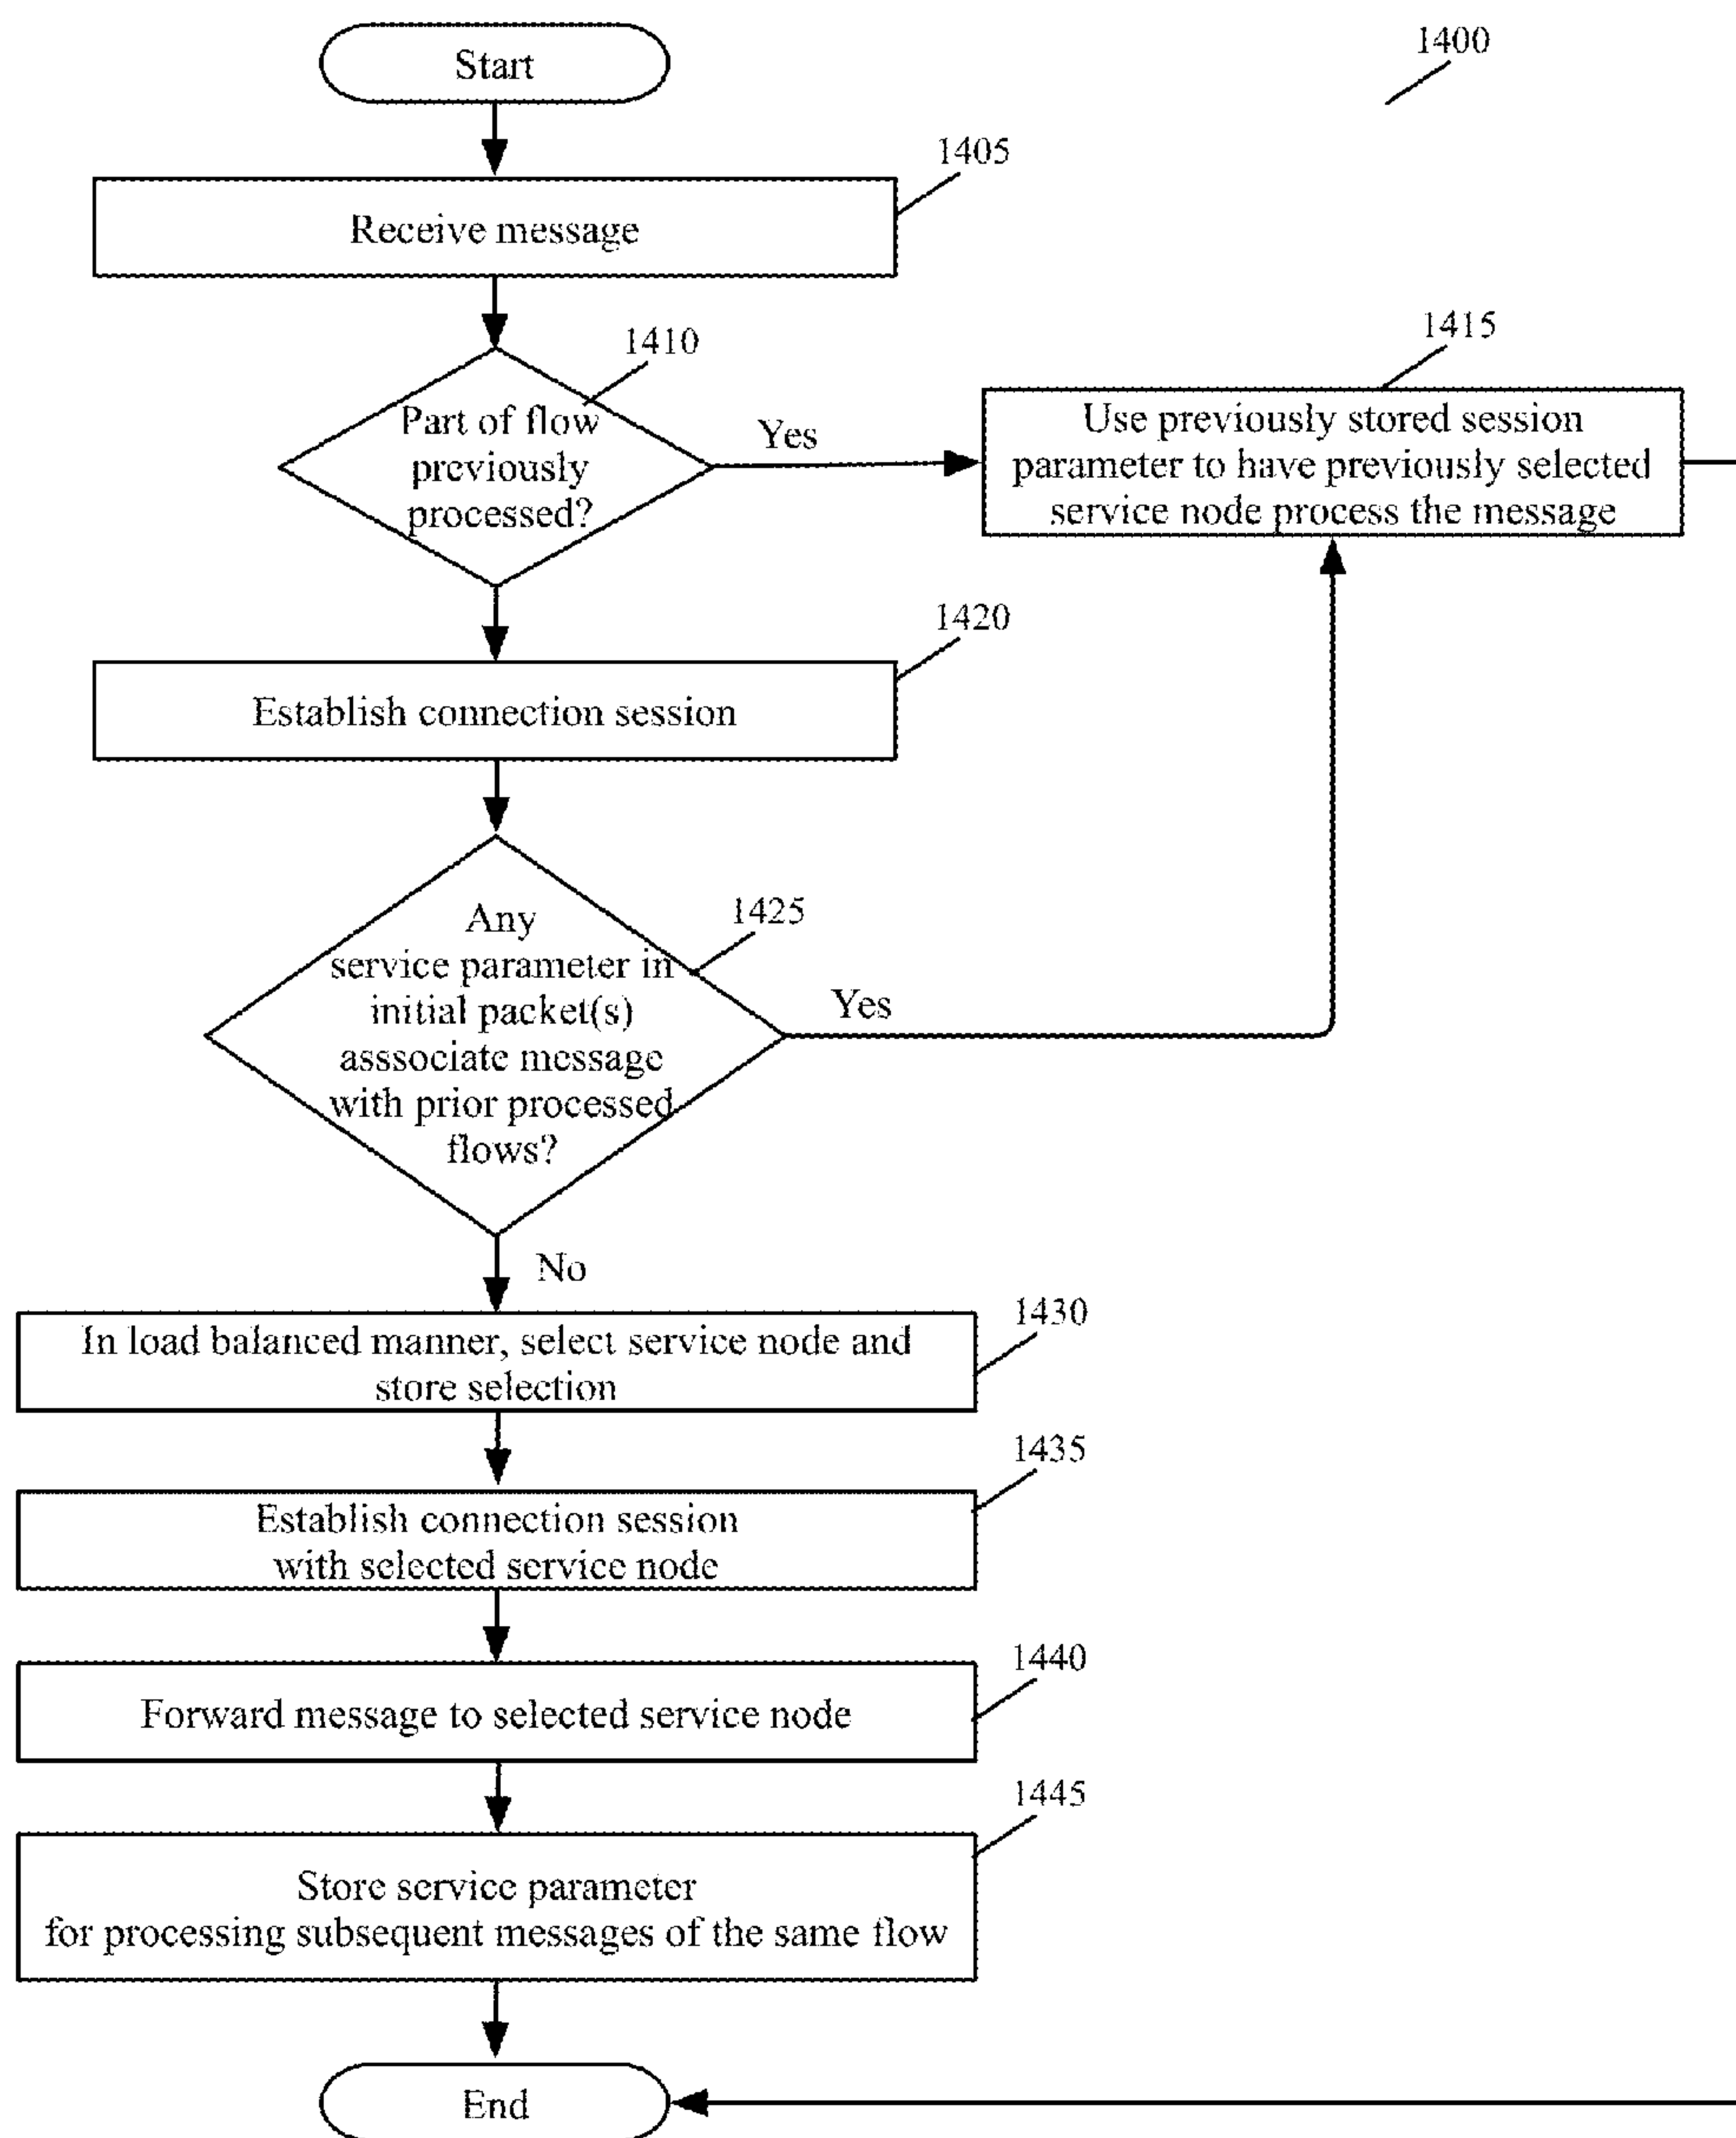 Start
1400
1405
Receive message
1410
Part of flow
previously
processed?
Yes
1415
Use previously stored session
parameter to have previously selected
service node process the message
1420
Establish connection session
1425
Any
service parameter in
initial packet(s)
asssociate message
with prior processed
flows?
Yes
No
1430
In load balanced manner, select service node and
store selection
1435
Establish connection session
with selected service node
1440
Forward message to selected service node
1445
Store service parameter
for processing subsequent messages of the same flow
End